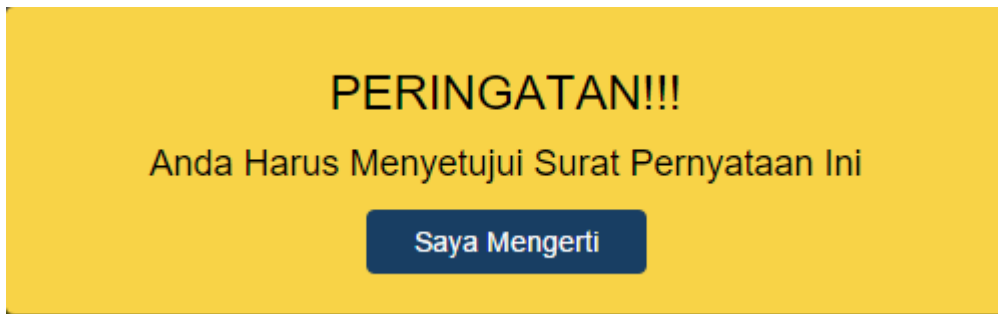 PERINGATAN!!!
Anda Harus Menyetujui Surat Pernyataan Ini
Saya Mengerti